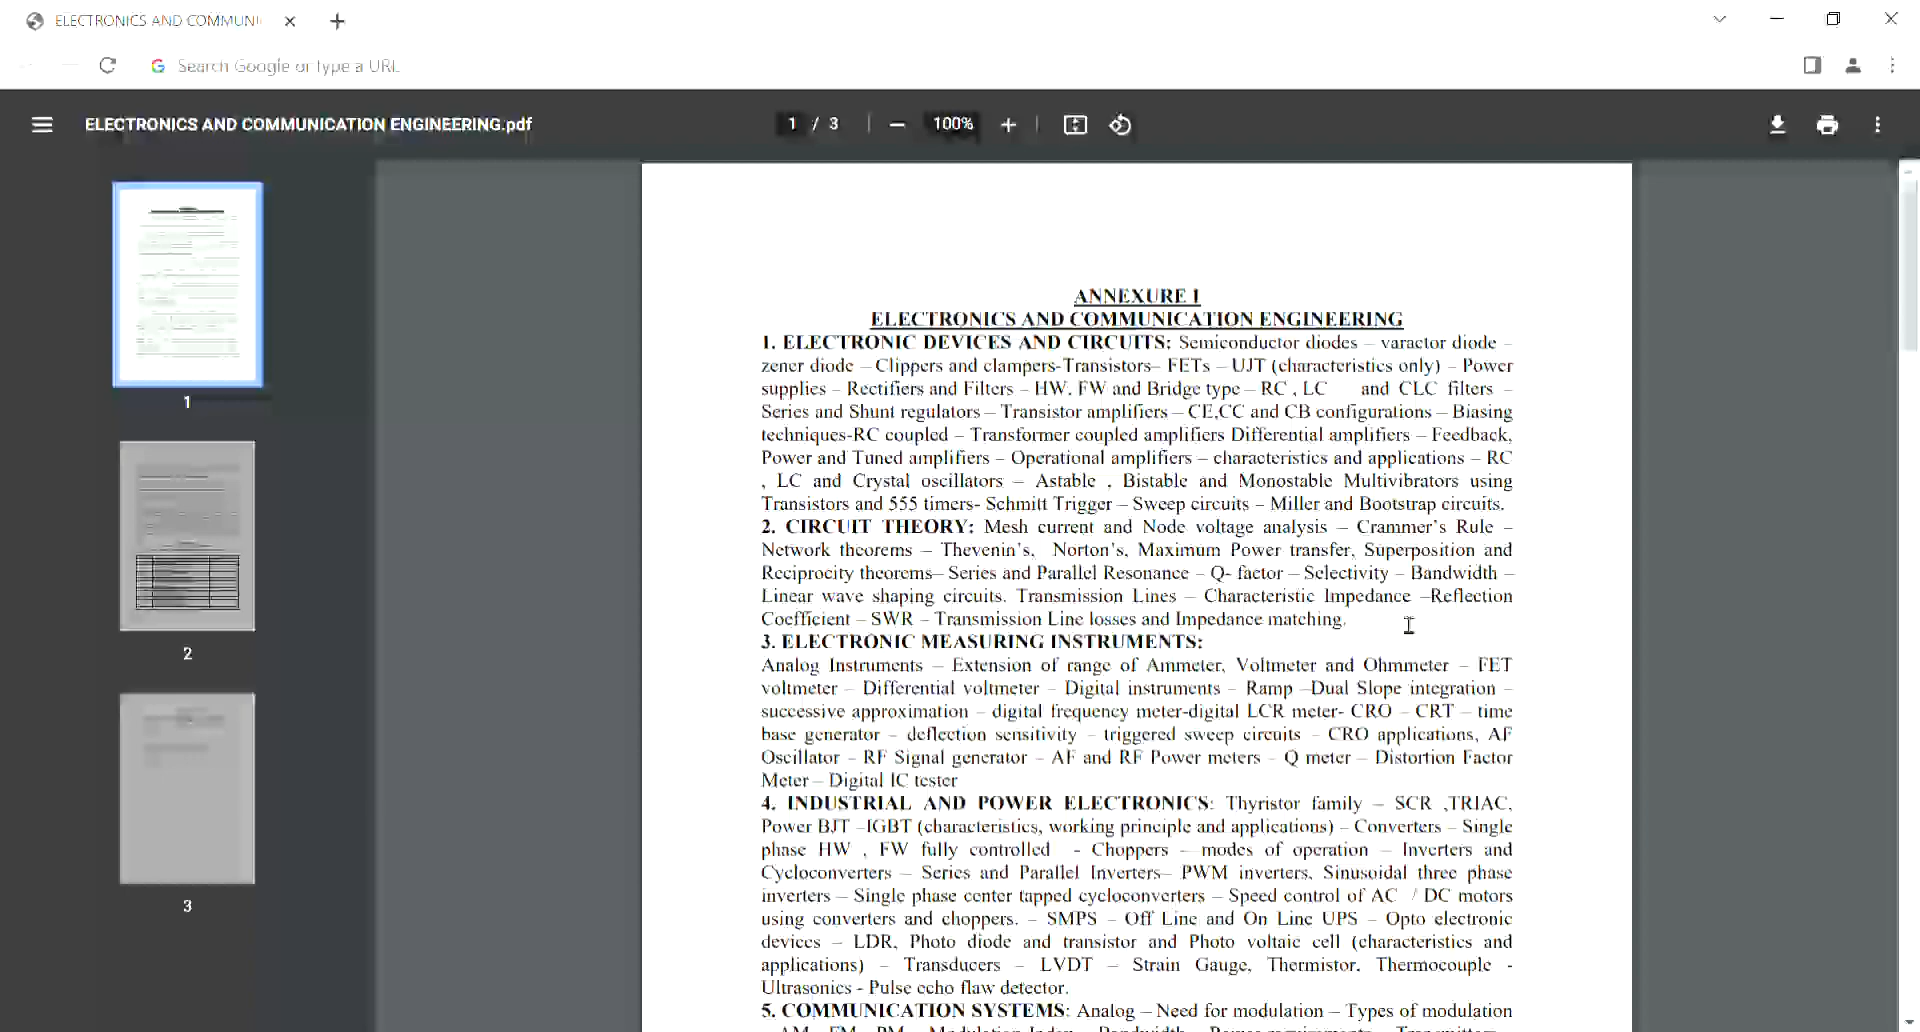 ELECTRONICS AND COMMUNI
Search Google or type a URL
ELECTRONICS AND COMMUNICATION ENGINEERING.pdf
1 / 3
100%
1
2
3
ANNEXURE I
ELECTRONICS AND COMMUNICATION ENGINEERING
1. ELECTRONIC DEVICES AND CIRCUITS: Semiconductor diodes – varactor diode –
zener diode – Clippers and clampers-Transistors– FETs – UJT (characteristics only) – Power
supplies – Rectifiers and Filters – HW, FW and Bridge type – RC , LC and CLC filters –
Series and Shunt regulators – Transistor amplifiers – CE,CC and CB configurations – Biasing
techniques-RC coupled – Transformer coupled amplifiers Differential amplifiers – Feedback,
Power and Tuned amplifiers – Operational amplifiers – characteristics and applications – RC
, LC and Crystal oscillators – Astable , Bistable and Monostable Multivibrators using
Transistors and 555 timers- Schmitt Trigger – Sweep circuits – Miller and Bootstrap circuits.
2. CIRCUIT THEORY: Mesh current and Node voltage analysis – Crammer's Rule –
Network theorems – Thevenin's, Norton's, Maximum Power transfer, Superposition and
Reciprocity theorems– Series and Parallel Resonance – Q- factor – Selectivity – Bandwidth –
Linear wave shaping circuits. Transmission Lines – Characteristic Impedance –Reflection
Coefficient – SWR – Transmission Line losses and Impedance matching.
3. ELECTRONIC MEASURING INSTRUMENTS:
Analog Instruments – Extension of range of Ammeter, Voltmeter and Ohmmeter – FET
voltmeter – Differential voltmeter – Digital instruments – Ramp –Dual Slope integration –
successive approximation – digital frequency meter-digital LCR meter- CRO – CRT – time
base generator – deflection sensitivity – triggered sweep circuits – CRO applications, AF
Oscillator – RF Signal generator – AF and RF Power meters – Q meter – Distortion Factor
Meter – Digital IC tester
4. INDUSTRIAL AND POWER ELECTRONICS: Thyristor family – SCR ,TRIAC,
Power BJT –IGBT (characteristics, working principle and applications) – Converters – Single
phase HW , FW fully controlled - Choppers – modes of operation – Inverters and
Cycloconverters – Series and Parallel Inverters– PWM inverters, Sinusoidal three phase
inverters – Single phase center tapped cycloconverters – Speed control of AC / DC motors
using converters and choppers. – SMPS – Off Line and On Line UPS – Opto electronic
devices – LDR, Photo diode and transistor and Photo voltaic cell (characteristics and
applications) – Transducers – LVDT – Strain Gauge, Thermistor, Thermocouple -
Ultrasonics - Pulse echo flaw detector.
5. COMMUNICATION SYSTEMS: Analog – Need for modulation – Types of modulation